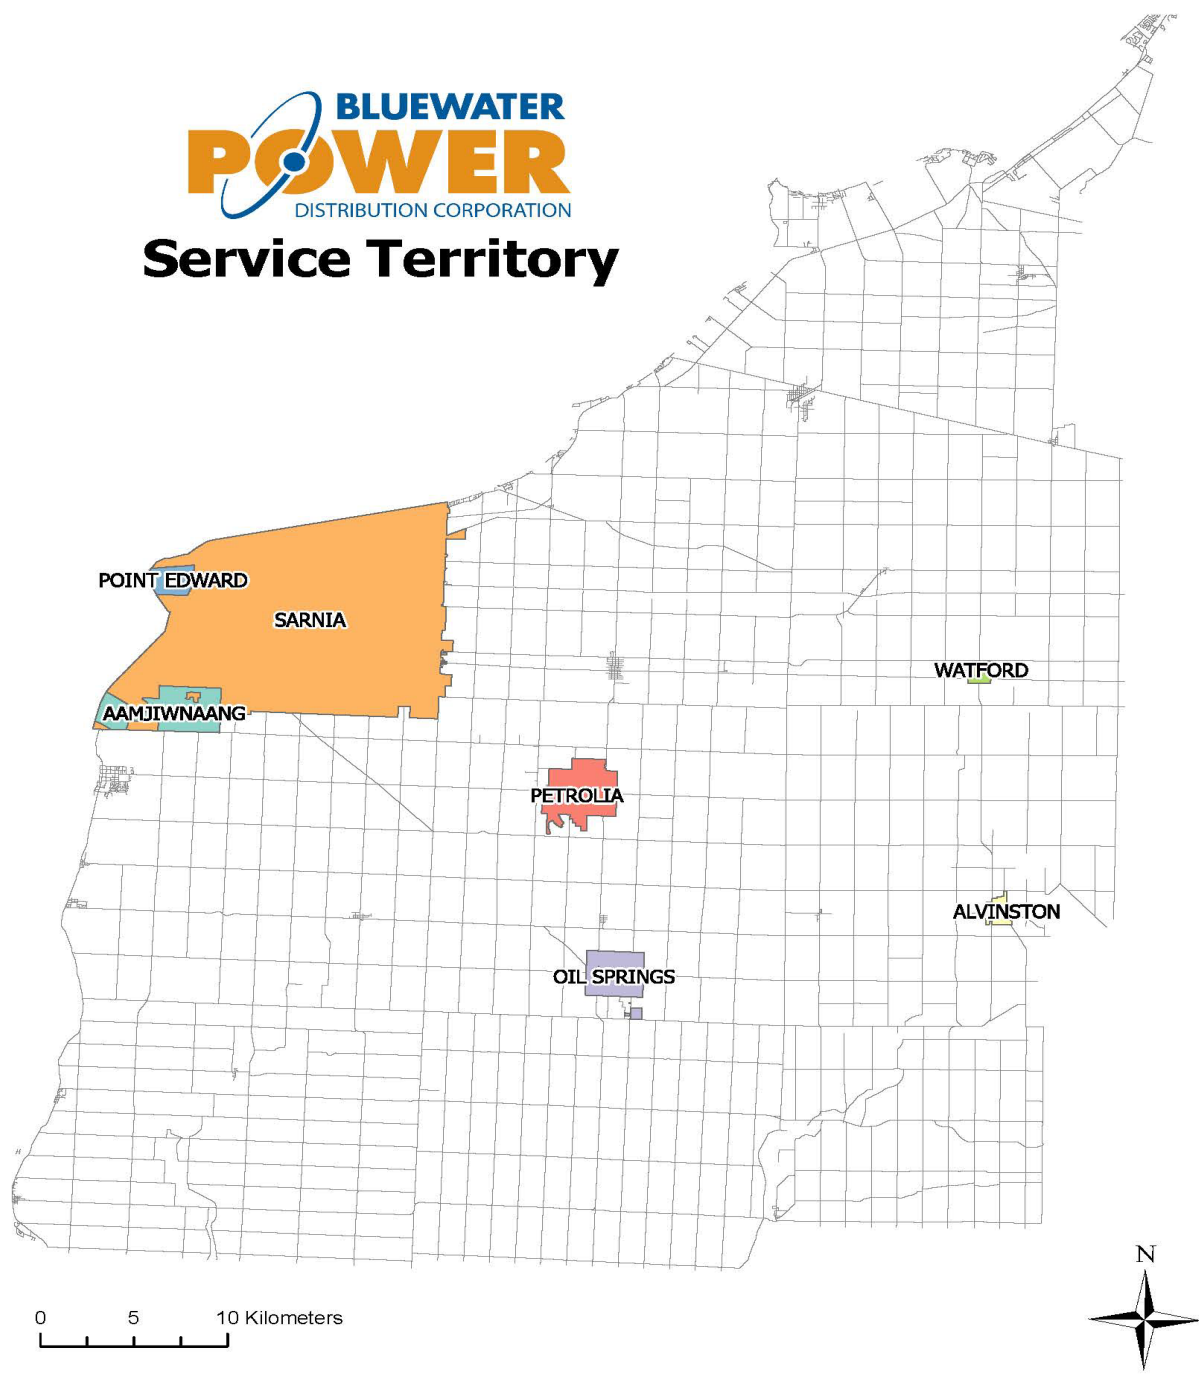 BLUEWATER
POWER
DISTRIBUTION CORPORATION
Service Territory
POINT EDWARD
SARNIA
WATFORD
AAMJIWNAANG
PETROLIA
ALVINSTON
OIL SPRINGS
N
0 5 10 Kilometers